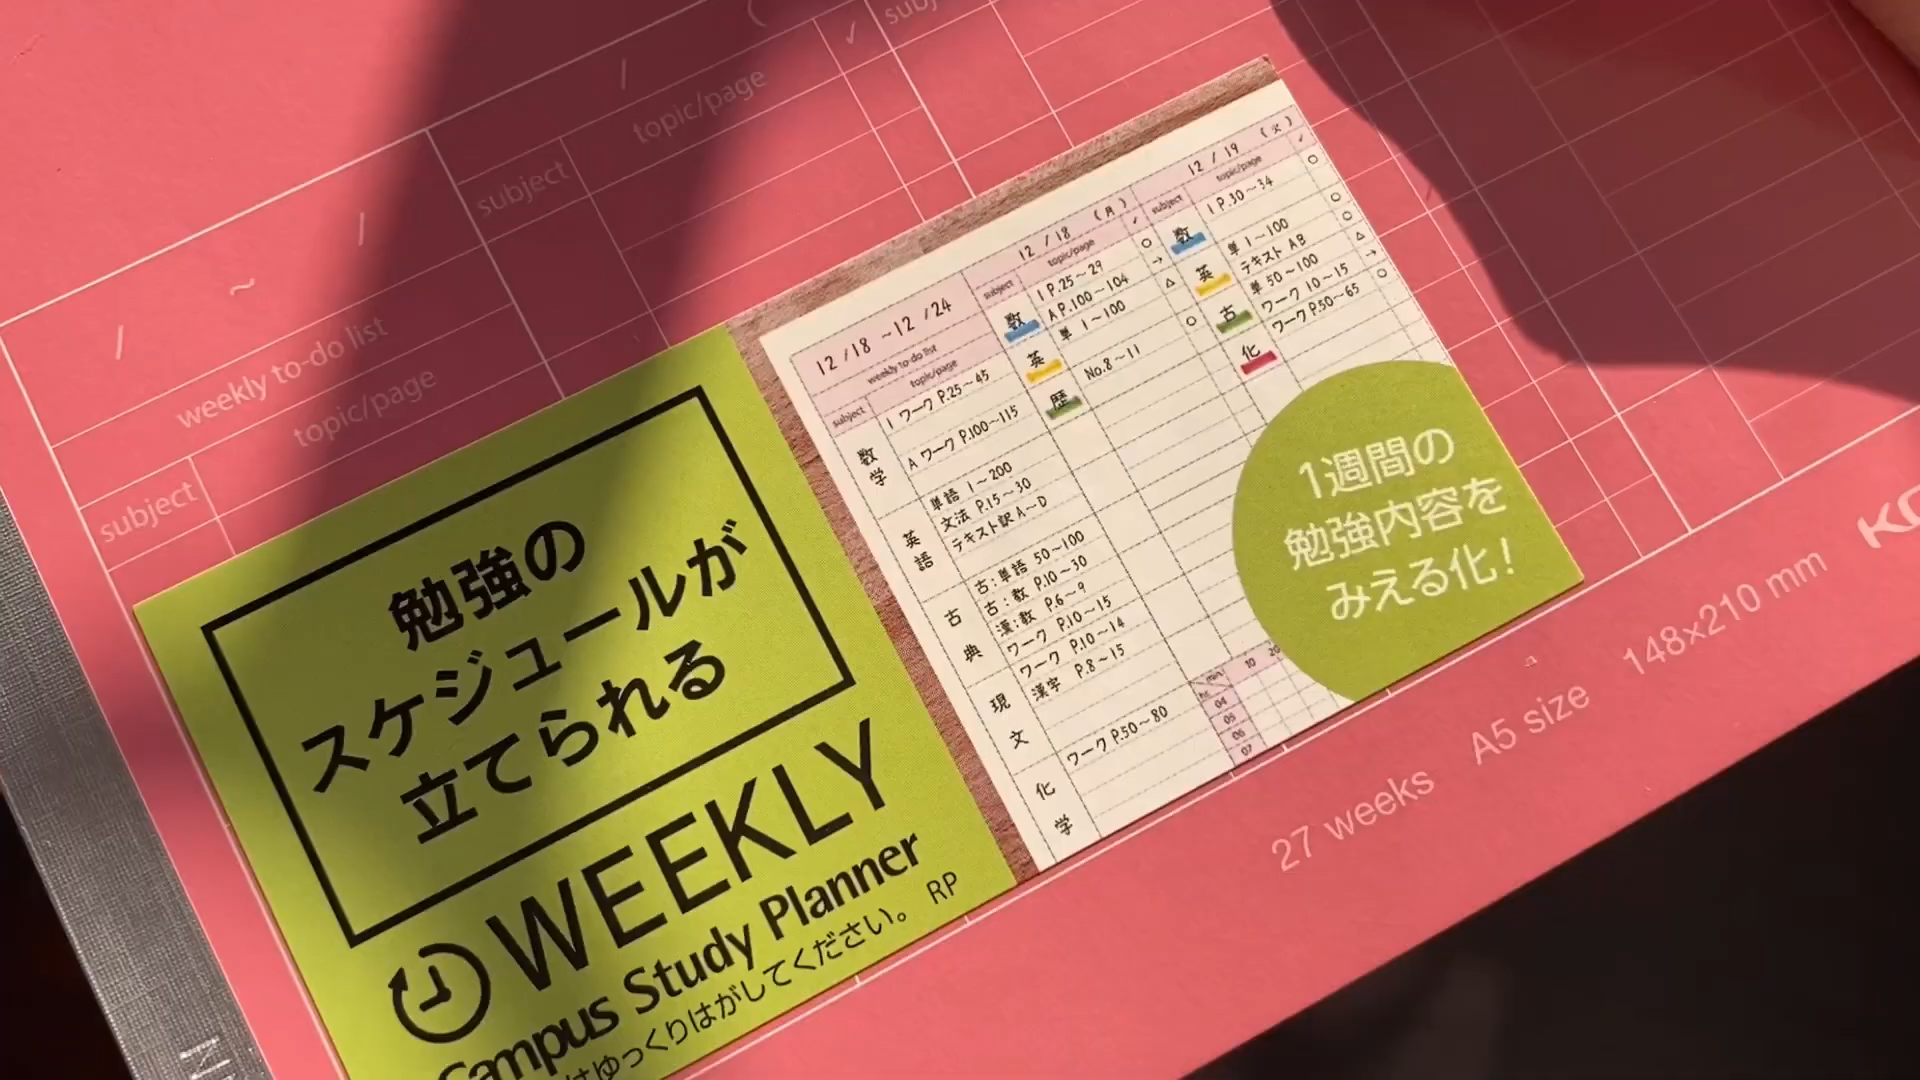 subject
topic/page
/
/
~
/
weekly to-do list
topic/page
subject
勉強の
スケジュールが
立てられる
WEEKLY
Campus Study Planner
はゆっくりはがしてください。 RP
12/18 ~12/24
weekly to-do list
topic/page
subject
数学
1 ワーク P.25~45
A ワーク P.100~115
英語
単語 1~200
文法 P.15~30
テキスト訳 A~D
古典
古:単語 50~100
古:敎 P.10~30
漢:敎 P.6~9
ワーク P.10~15
現文
ワーク P.10~14
漢字 P.8~15
化学
ワーク P.50~80
12/18 (月)
subject
topic/page
✓
数
1 P.25~29 ○
A P.100~104 →
英
単 1~100 △
歴
No.8~11 ○
12/19 (火)
subject
topic/page
✓
数
1 P.30~34 ○
英
単 1~100 ○
テキスト AB ○
古
単 50~100 △
ワーク 10~15 →
化
ワーク P.50~65 ○
10 20
04
05
06
07
1週間の
勉強内容を
みえる化!
27 weeks A5 size 148×210 mm